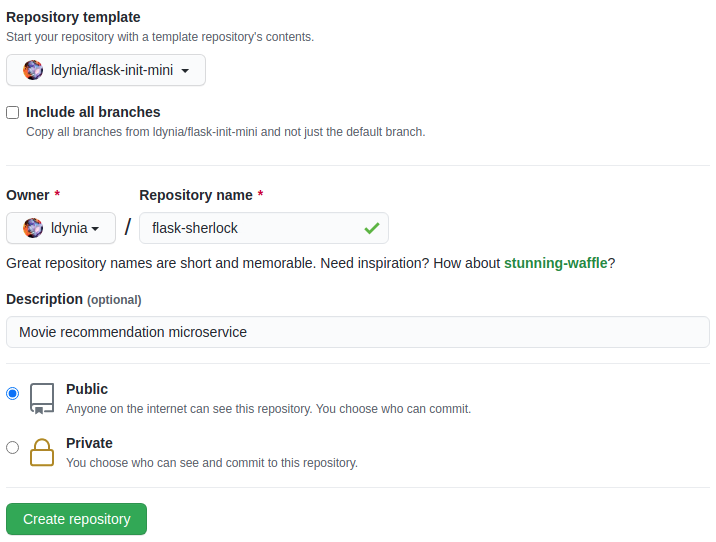 Repository template
Start your repository with a template repository's contents.
ldynia/flask-init-mini
Include all branches
Copy all branches from ldynia/flask-init-mini and not just the default branch.
Owner * Repository name *
ldynia / flask-sherlock
Great repository names are short and memorable. Need inspiration? How about stunning-waffle?
Description (optional)
Movie recommendation microservice
Public
Anyone on the internet can see this repository. You choose who can commit.
Private
You choose who can see and commit to this repository.
Create repository